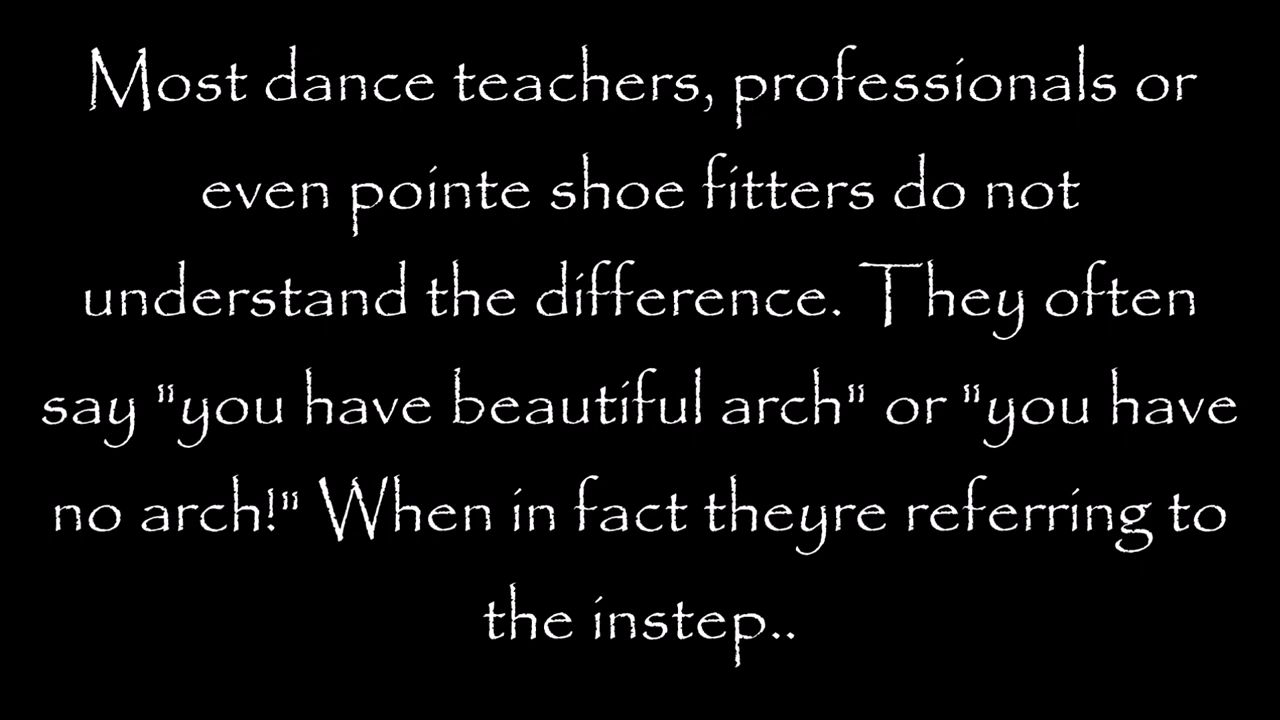 Most dance teachers, professionals or
even pointe shoe fitters do not
understand the difference. They often
say "you have beautiful arch" or "you have
no arch!" When in fact theyre referring to
the instep..